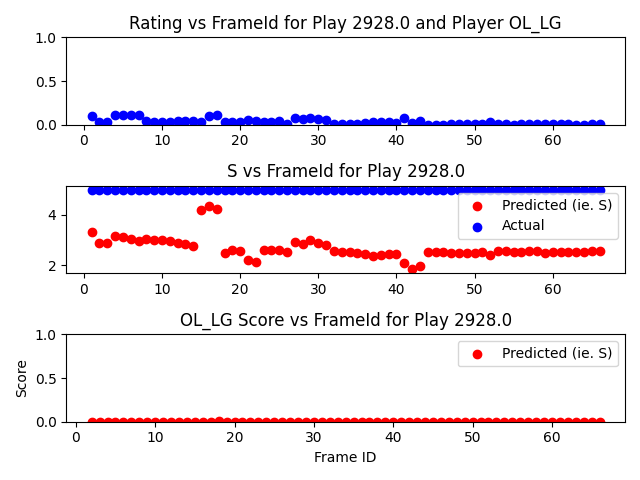 Rating vs FrameId for Play 2928.0 and Player OL_LG
1.0
0.5
0.0
0 10 20 30 40 50 60
S vs FrameId for Play 2928.0
4
2
Predicted (ie. S)
Actual
0 10 20 30 40 50 60
OL_LG Score vs FrameId for Play 2928.0
1.0
0.5
0.0
Score
Predicted (ie. S)
0 10 20 30 40 50 60
Frame ID